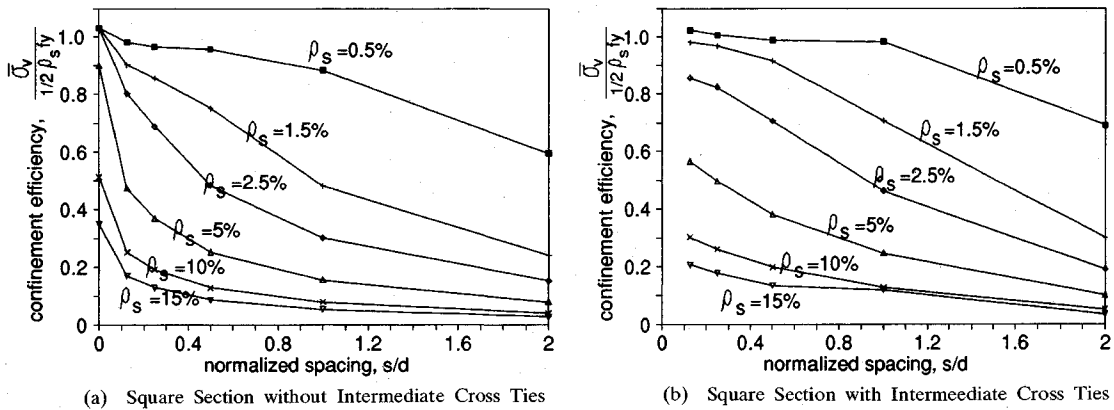 confinement efficiency, σ̅v / 1/2 ρs fy
1.0
0.8
0.6
0.4
0.2
0
ρs =0.5%
ρs =1.5%
ρs =2.5%
ρs =5%
ρs =10%
ρs =15%
0 0.4 0.8 1.2 1.6 2
normalized spacing, s/d
(a) Square Section without Intermediate Cross Ties
confinement efficiency, σ̅v / 1/2 ρs fy
1.0
0.8
0.6
0.4
0.2
0
ρs =0.5%
ρs =1.5%
ρs =2.5%
ρs =5%
ρs =10%
ρs =15%
0 0.4 0.8 1.2 1.6 2
normalized spacing, s/d
(b) Square Section with Intermeediate Cross Ties